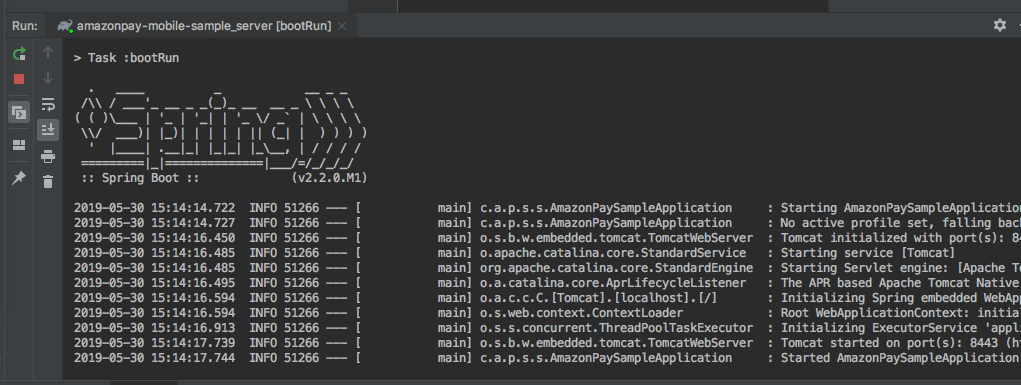 Run: amazonpay-mobile-sample_server [bootRun] ×
> Task :bootRun
  .   ____          _            __ _ _
 /\\ / ___'_ __ _ _(_)_ __  __ _ \ \ \ \
( ( )\___ | '_ | '_| | '_ \/ _` | \ \ \ \
 \\/  ___)| |_)| | | | | || (_| |  ) ) ) )
  '  |____| .__|_| |_|_| |_\__, | / / / /
 =========|_|==============|___/=/_/_/_/
 :: Spring Boot ::             (v2.2.0.M1)
2019-05-30 15:14:14.722  INFO 51266 --- [           main] c.a.p.s.s.AmazonPaySampleApplication     : Starting AmazonPaySampleApplication
2019-05-30 15:14:14.727  INFO 51266 --- [           main] c.a.p.s.s.AmazonPaySampleApplication     : No active profile set, falling back
2019-05-30 15:14:16.450  INFO 51266 --- [           main] o.s.b.w.embedded.tomcat.TomcatWebServer  : Tomcat initialized with port(s): 84
2019-05-30 15:14:16.485  INFO 51266 --- [           main] o.apache.catalina.core.StandardService   : Starting service [Tomcat]
2019-05-30 15:14:16.485  INFO 51266 --- [           main] org.apache.catalina.core.StandardEngine  : Starting Servlet engine: [Apache To
2019-05-30 15:14:16.495  INFO 51266 --- [           main] o.a.catalina.core.AprLifecycleListener   : The APR based Apache Tomcat Native
2019-05-30 15:14:16.594  INFO 51266 --- [           main] o.a.c.c.C.[Tomcat].[localhost].[/]       : Initializing Spring embedded WebApp
2019-05-30 15:14:16.594  INFO 51266 --- [           main] o.s.web.context.ContextLoader            : Root WebApplicationContext: initial
2019-05-30 15:14:16.913  INFO 51266 --- [           main] o.s.s.concurrent.ThreadPoolTaskExecutor  : Initializing ExecutorService 'appli
2019-05-30 15:14:17.739  INFO 51266 --- [           main] o.s.b.w.embedded.tomcat.TomcatWebServer  : Tomcat started on port(s): 8443 (ht
2019-05-30 15:14:17.744  INFO 51266 --- [           main] c.a.p.s.s.AmazonPaySampleApplication     : Started AmazonPaySampleApplication